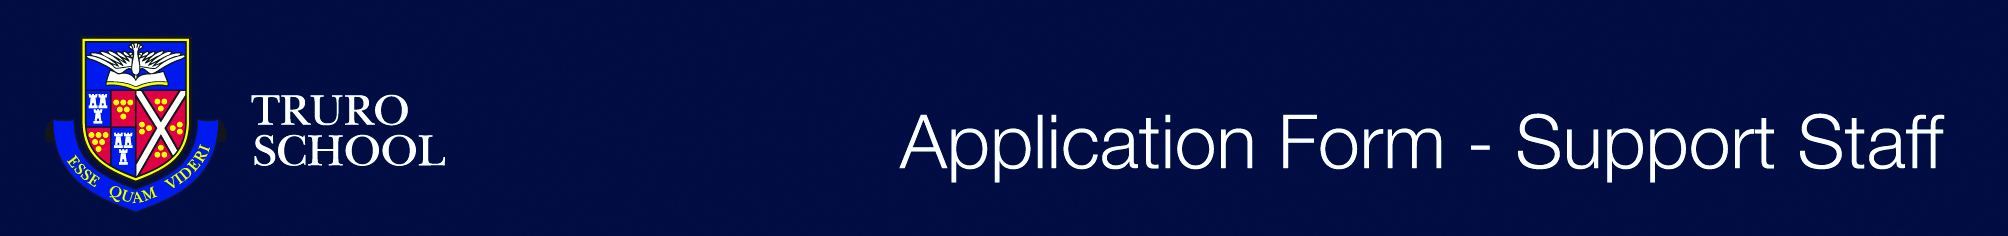 TRURO
SCHOOL
ESSE QUAM VIDERI
Application Form - Support Staff